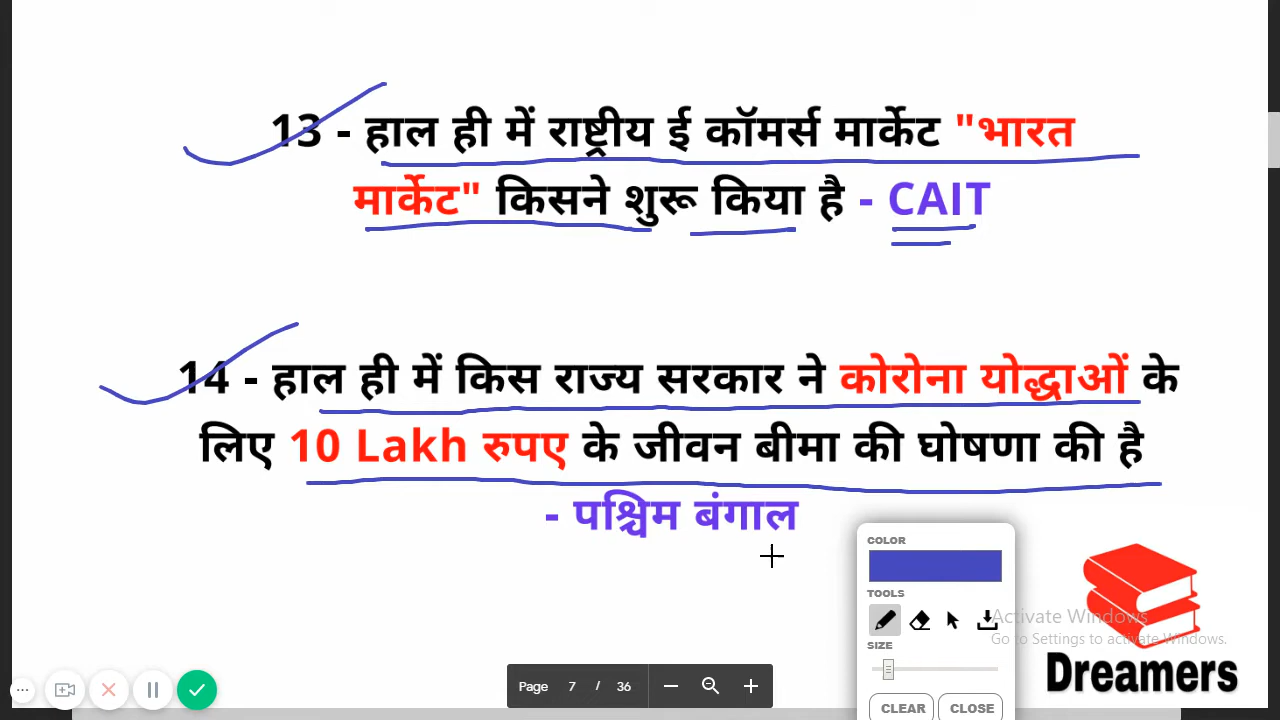 13 - हाल ही में राष्ट्रीय ई कॉमर्स मार्केट "भारत
मार्केट" किसने शुरू किया है - CAIT
14 - हाल ही में किस राज्य सरकार ने कोरोना योद्धाओं के
लिए 10 Lakh रुपए के जीवन बीमा की घोषणा की है
- पश्चिम बंगाल
COLOR
TOOLS
SIZE
CLEAR CLOSE
Activate Windows
Go to Settings to activate Windows.
Dreamers
Page 7 / 36